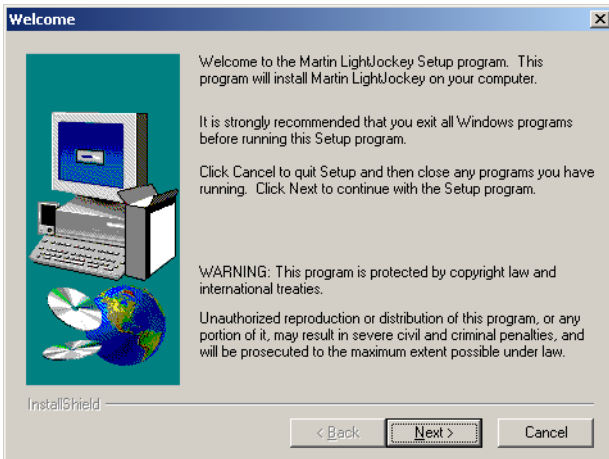 Welcome
Welcome to the Martin LightJockey Setup program. This
program will install Martin LightJockey on your computer.
It is strongly recommended that you exit all Windows programs
before running this Setup program.
Click Cancel to quit Setup and then close any programs you have
running. Click Next to continue with the Setup program.
WARNING: This program is protected by copyright law and
international treaties.
Unauthorized reproduction or distribution of this program, or any
portion of it, may result in severe civil and criminal penalties, and
will be prosecuted to the maximum extent possible under law.
InstallShield
< Back Next > Cancel